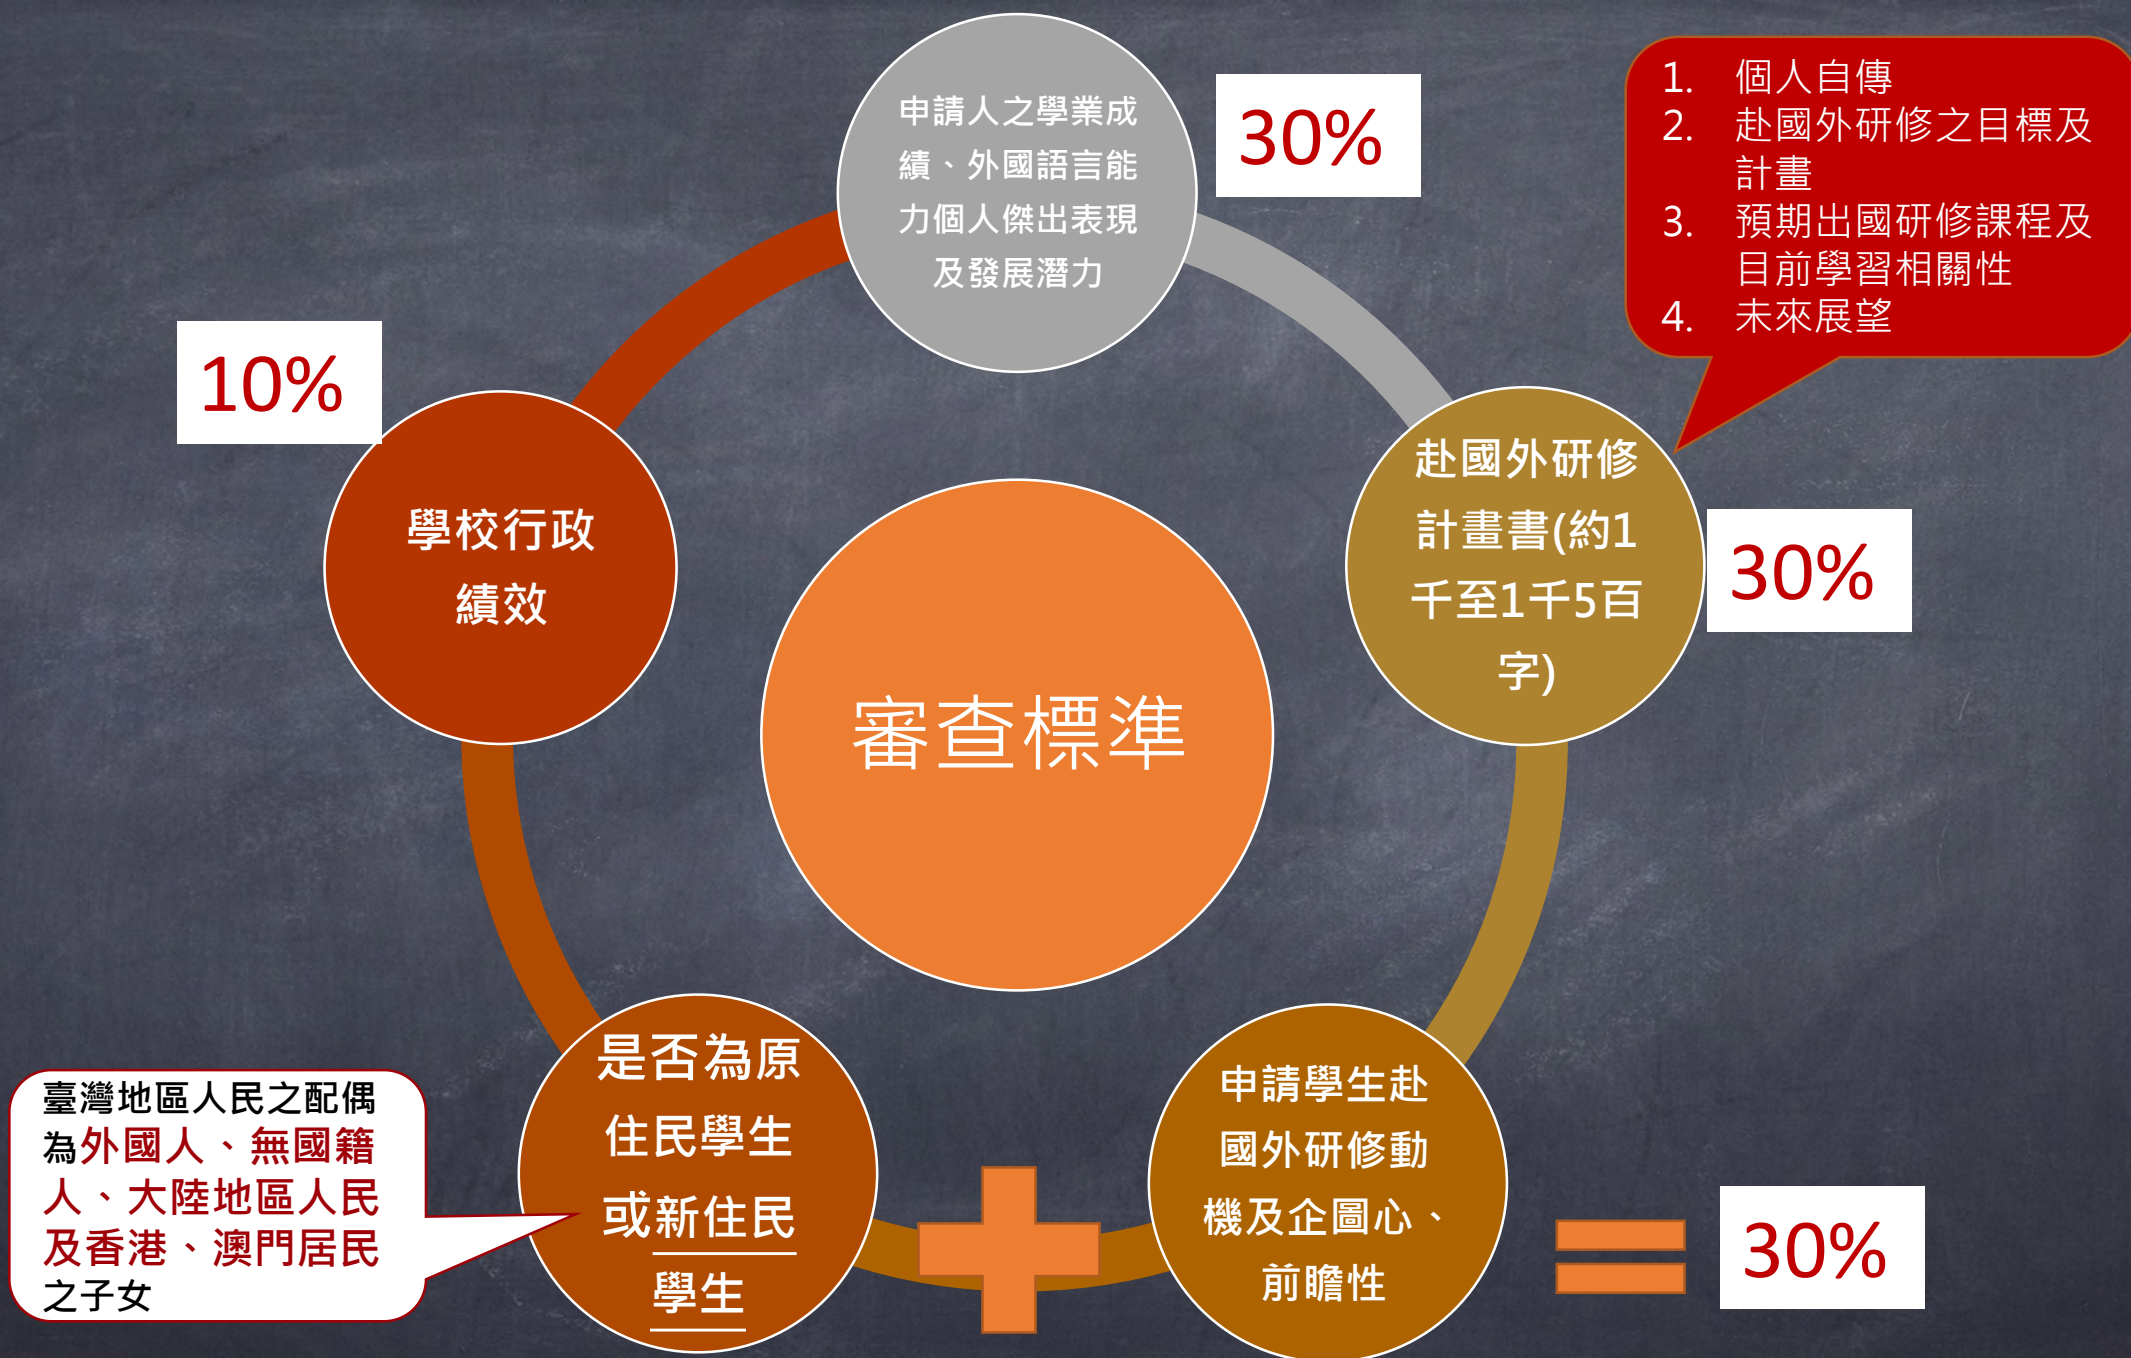 申請人之學業成
績、外國語言能
力個人傑出表現
及發展潛力
30%
1. 個人自傳
2. 赴國外研修之目標及
計畫
3. 預期出國研修課程及
目前學習相關性
4. 未來展望
10%
學校行政
績效
赴國外研修
計畫書(約1
千至1千5百
字)
30%
審查標準
臺灣地區人民之配偶
為外國人、無國籍
人、大陸地區人民
及香港、澳門居民
之子女
是否為原
住民學生
或新住民
學生
申請學生赴
國外研修動
機及企圖心、
前瞻性
30%